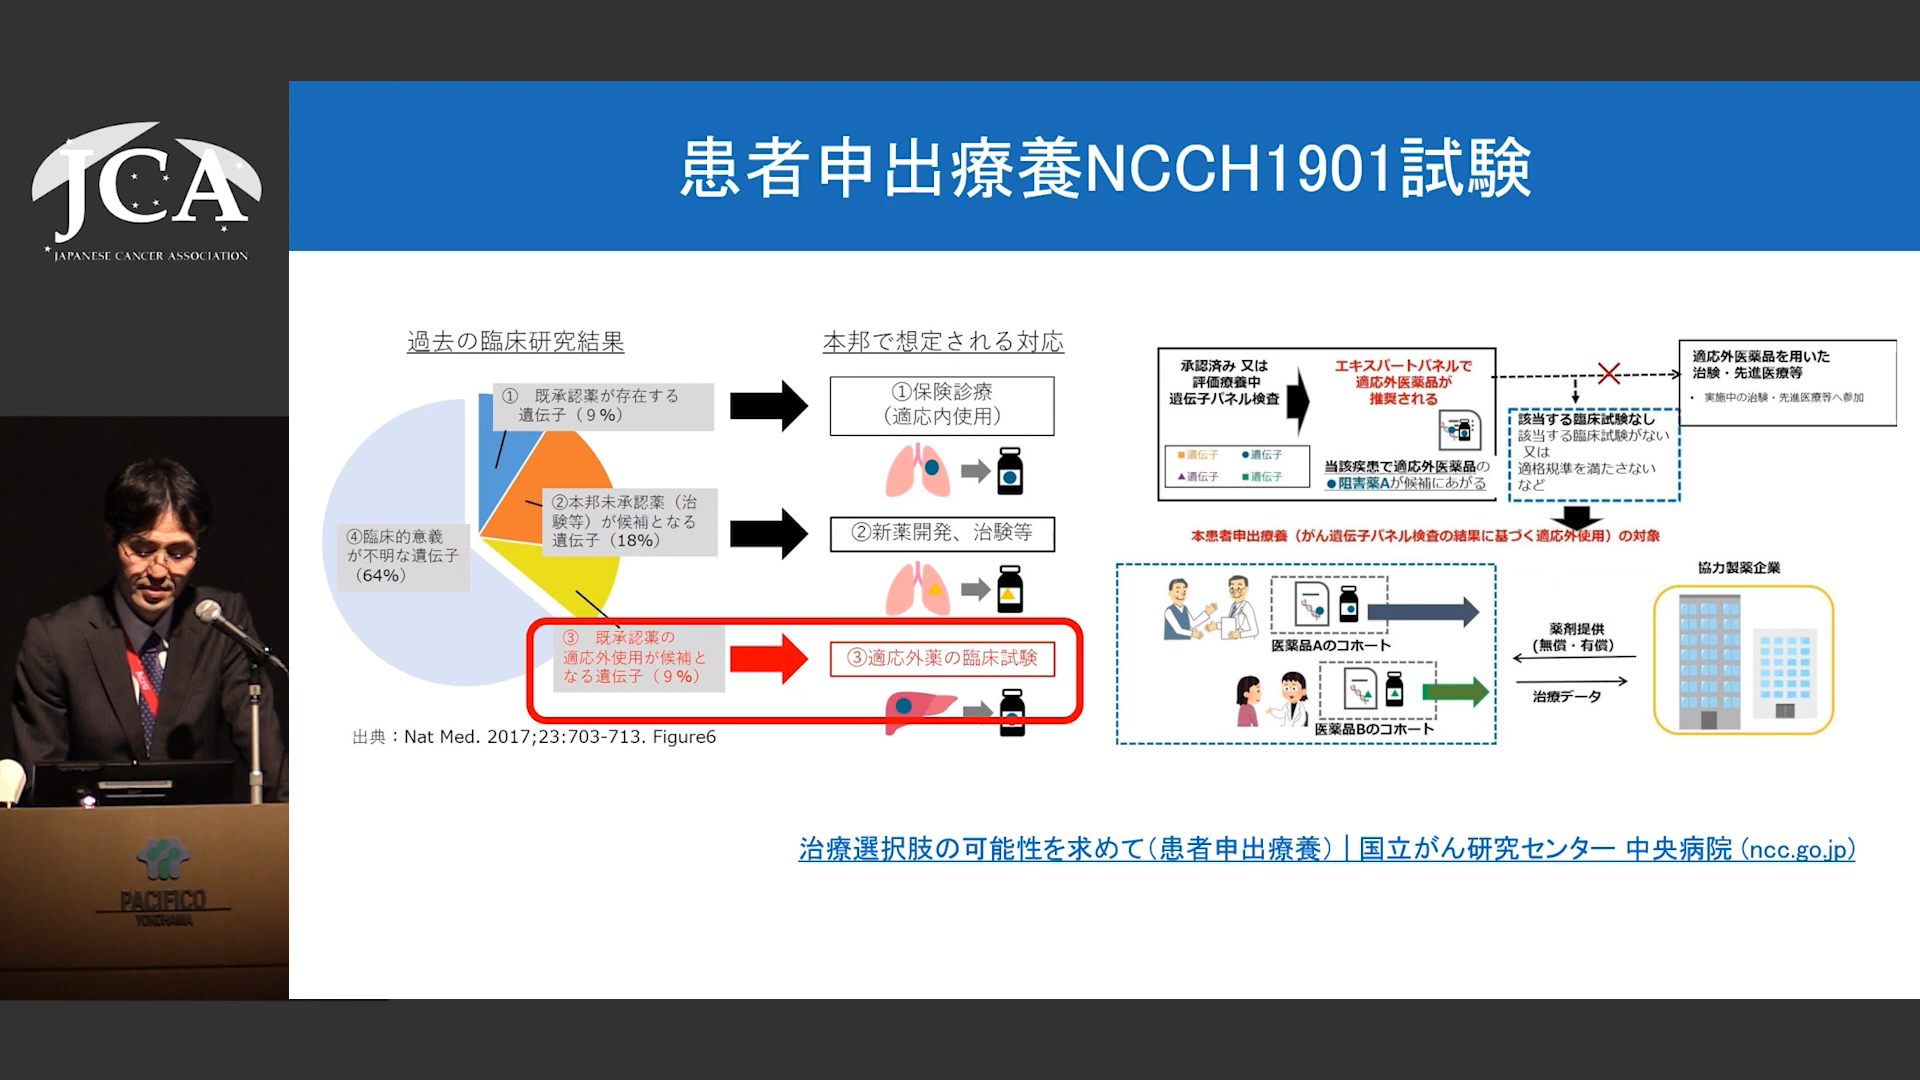 JCA
JAPANESE CANCER ASSOCIATION
患者申出療養NCCH1901試験
過去の臨床研究結果
本邦で想定される対応
① 既承認薬が存在する
遺伝子（9%）
②本邦未承認薬（治
験等）が候補となる
遺伝子（18%）
④臨床的意義
が不明な遺伝子
（64%）
③ 既承認薬の
適応外使用が候補と
なる遺伝子（9%）
①保険診療
（適応内使用）
②新薬開発、治験等
③適応外薬の臨床試験
出典：Nat Med. 2017;23:703-713. Figure6
承認済み 又は
評価療養中
遺伝子パネル検査
エキスパートパネルで
適応外医薬品が
推奨される
■遺伝子 ●遺伝子
▲遺伝子 ■遺伝子
当該疾患で適応外医薬品の
●阻害薬Aが候補にあがる
適応外医薬品を用いた
治験・先進医療等
• 実施中の治験・先進医療等へ参加
該当する臨床試験なし
該当する臨床試験がない
又は
適格規準を満たさない
など
本患者申出療養（がん遺伝子パネル検査の結果に基づく適応外使用）の対象
医薬品Aのコホート
医薬品Bのコホート
協力製薬企業
薬剤提供
(無償・有償)
治療データ
治療選択肢の可能性を求めて（患者申出療養）｜国立がん研究センター 中央病院 (ncc.go.jp)
PACIFICO
YOKOHAMA